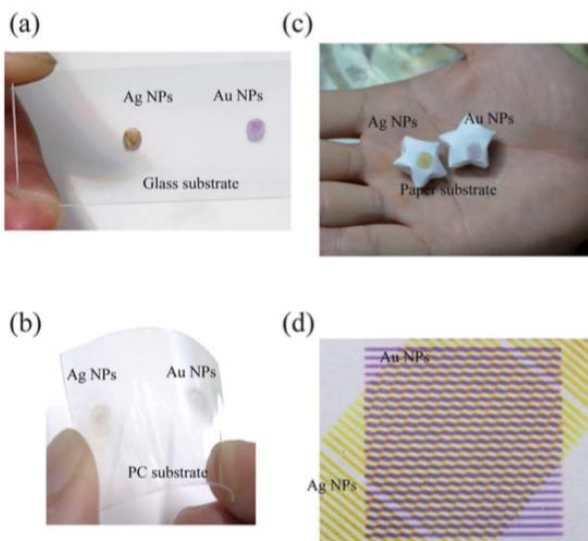 (a)
Ag NPs
Au NPs
Glass substrate
(b)
Ag NPs
Au NPs
PC substrate
(c)
Ag NPs
Au NPs
Paper substrate
(d)
Au NPs
Ag NPs